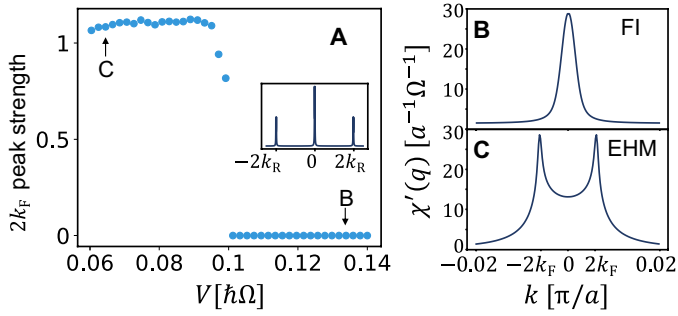 A
C
B
1
0.5
0
2k_F peak strength
0.06 0.08 0.1 0.12 0.14
V[ℏΩ]
−2k_R 0 2k_R
B FI
30
20
10
0
C EHM
30
20
10
0
χ′(q) [a⁻¹Ω⁻¹]
−0.02 −2k_F 0 2k_F 0.02
k [π/a]